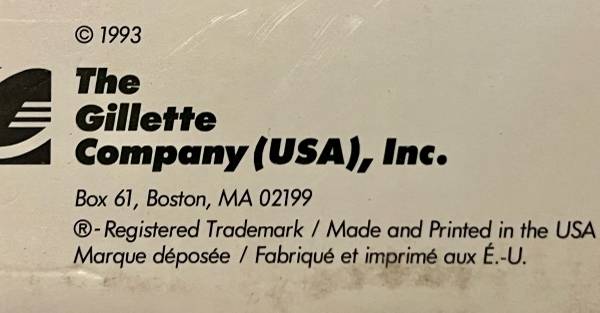 © 1993
The
Gillette
Company (USA), Inc.
Box 61, Boston, MA 02199
®-Registered Trademark / Made and Printed in the USA
Marque déposée / Fabriqué et imprimé aux É.-U.